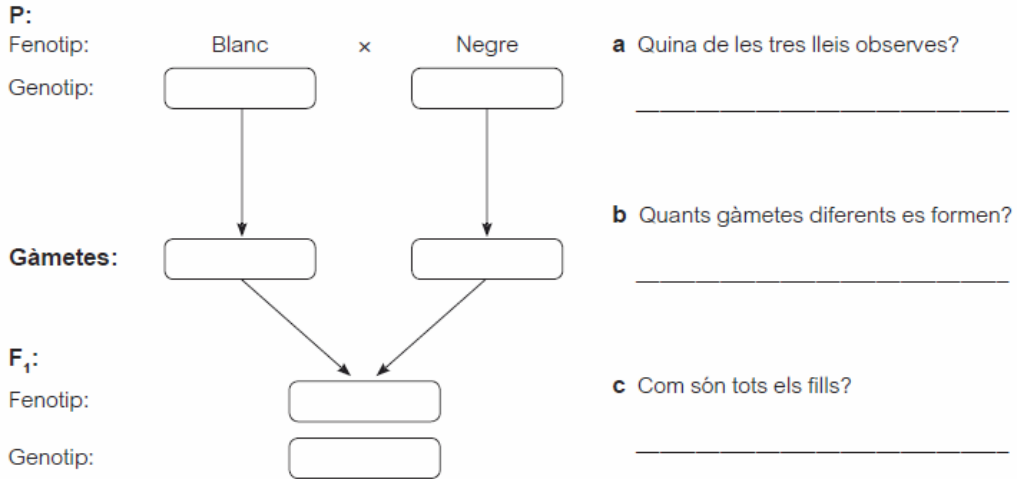 P:
Fenotip: Blanc × Negre
Genotip:
Gàmetes:
F₁:
Fenotip:
Genotip:
a Quina de les tres lleis observes?
b Quants gàmetes diferents es formen?
c Com són tots els fills?